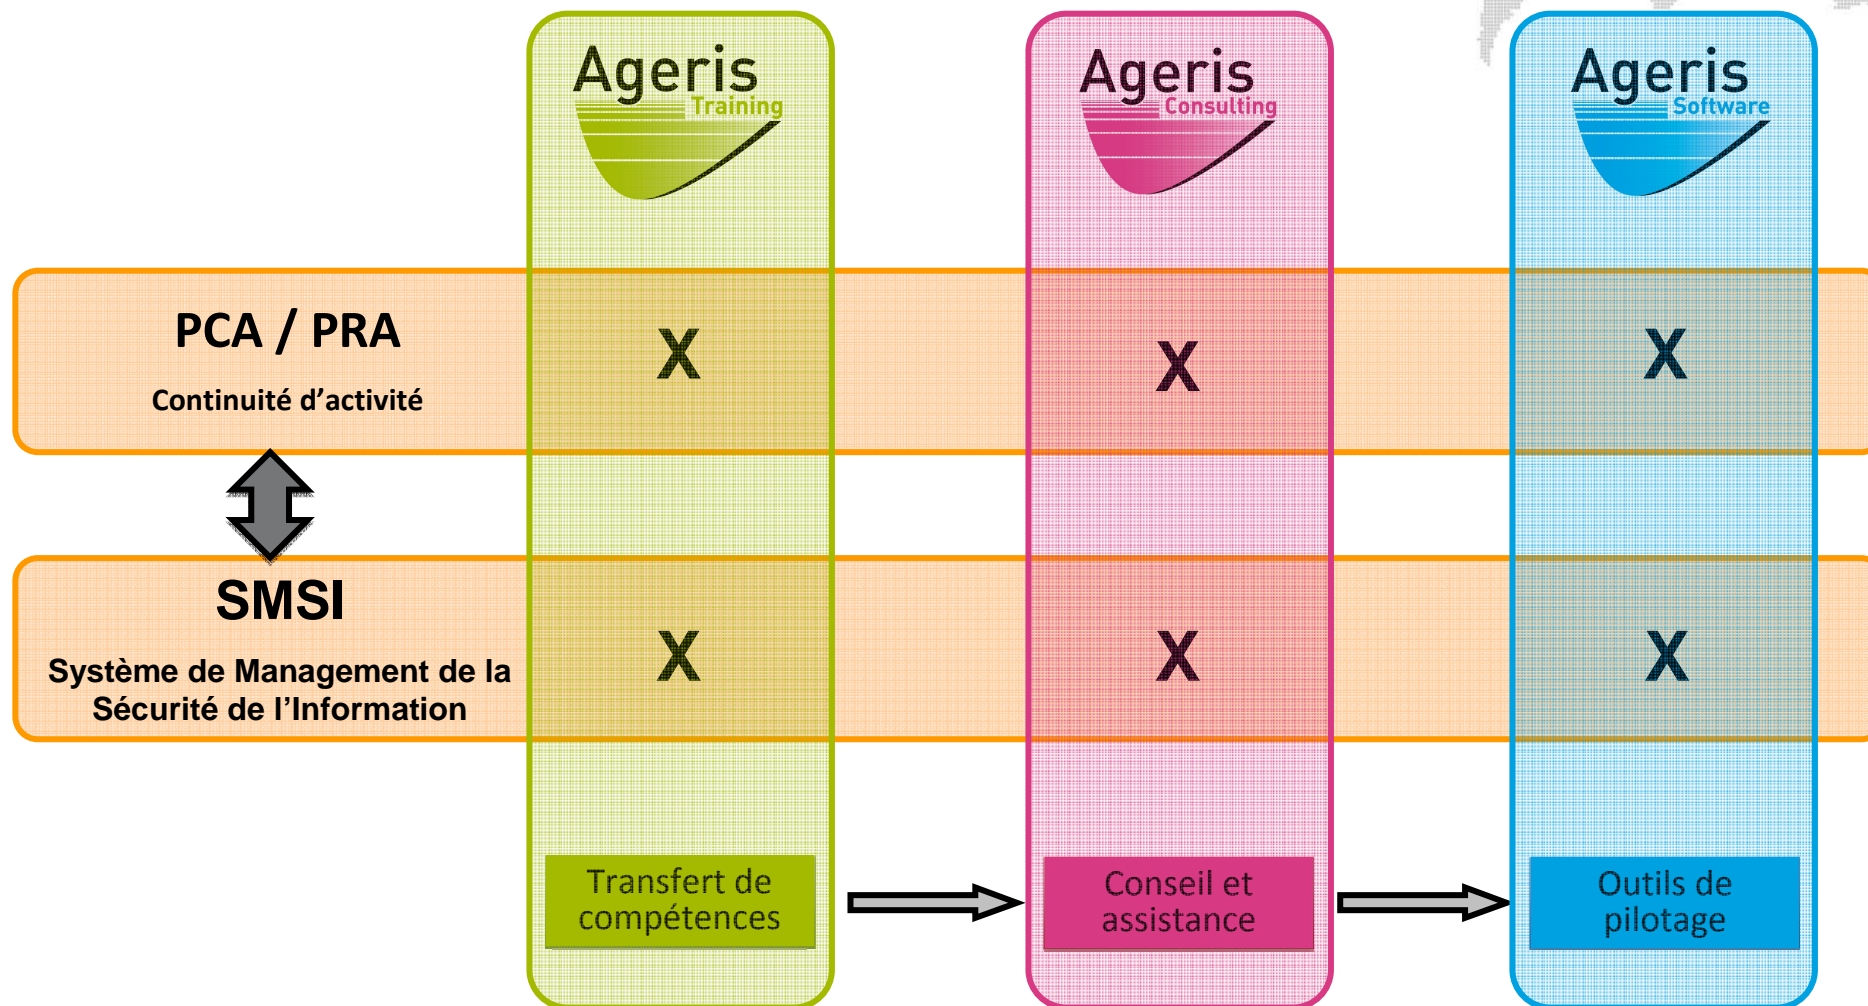 Ageris
Training
Ageris
Consulting
Ageris
Software
PCA / PRA
Continuité d’activité
X
X
X
SMSI
Système de Management de la
Sécurité de l’Information
X
X
X
Transfert de
compétences
Conseil et
assistance
Outils de
pilotage